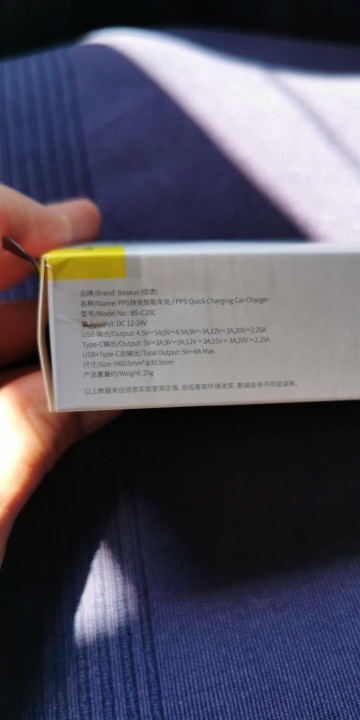 品牌/Brand: Baseus (倍思)
名称/Name: PPS快充智能车充 / PPS Quick Charging Car Charger
型号/Model No.: BS-C20C
输入/Input: DC 12-24V
USB 输出/Output: 4.5V⎓5A,5V⎓4.5A,9V⎓3A,12V⎓3A,20V⎓2.25A
Type-C输出/Output: 5V⎓3A,9V⎓3A,12V⎓3A,15V⎓3A,20V⎓2.25A
USB+Type-C总输出/Total Output: 5V⎓6A Max.
尺寸/Size: H60.5mm*φ30.5mm
产品重量约/Weight: 25g
以上数据来自倍思实验室测定值, 但因客观环境改变, 数据会有不同或误差。